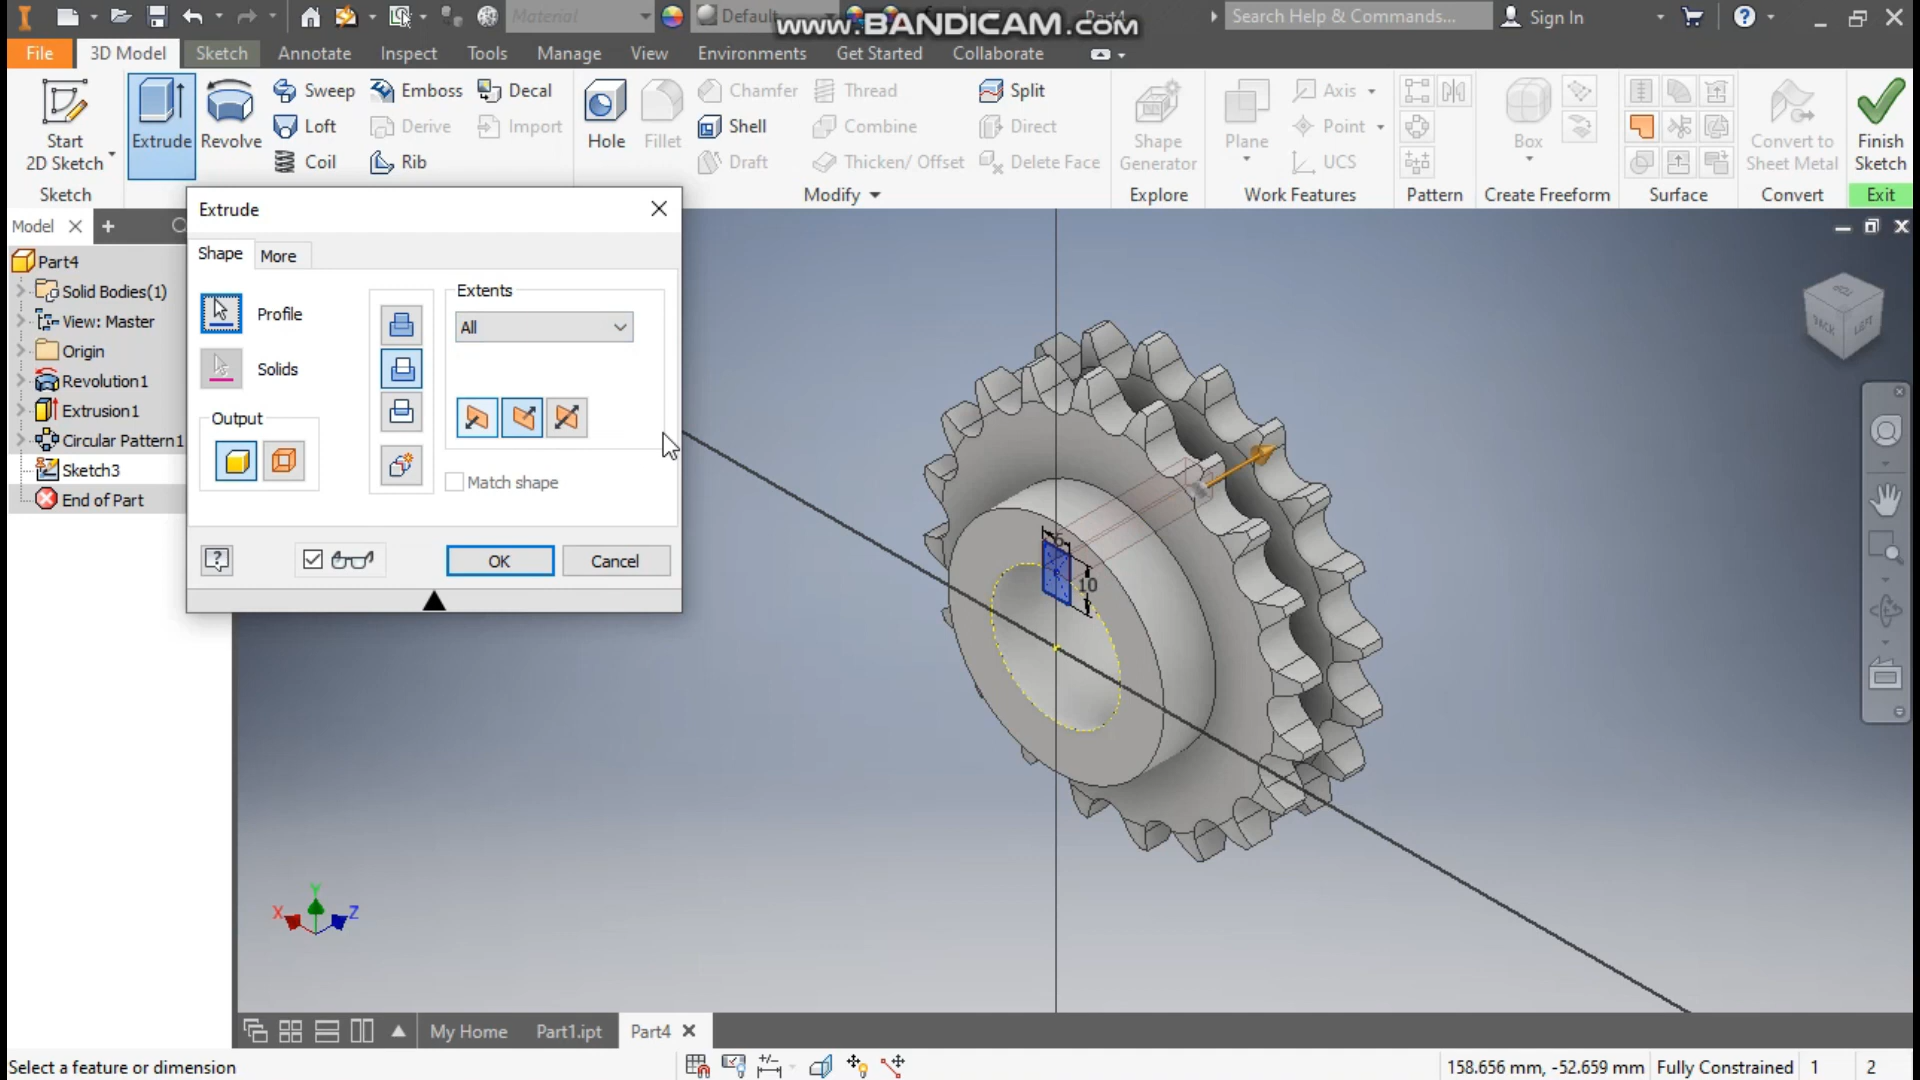 Material
Default
www.BANDICAM.com
Part4
Search Help & Commands...
Sign In
File
3D Model
Sketch
Annotate
Inspect
Tools
Manage
View
Environments
Get Started
Collaborate
Start
2D Sketch
Extrude
Revolve
Sweep
Loft
Coil
Emboss
Derive
Rib
Decal
Import
Hole
Fillet
Chamfer
Shell
Draft
Thread
Combine
Thicken/ Offset
Split
Direct
Delete Face
Shape
Generator
Plane
Axis
Point
UCS
Box
Convert to
Sheet Metal
Finish
Sketch
Sketch
Modify
Explore
Work Features
Pattern
Create Freeform
Surface
Convert
Exit
Model
Part4
Solid Bodies(1)
View: Master
Origin
Revolution1
Extrusion1
Circular Pattern1
Sketch3
End of Part
Extrude
Shape
More
Profile
Solids
Output
Extents
All
Match shape
OK
Cancel
10
BACK
LEFT
X
Y
Z
My Home
Part1.ipt
Part4
Select a feature or dimension
158.656 mm, -52.659 mm
Fully Constrained
1
2